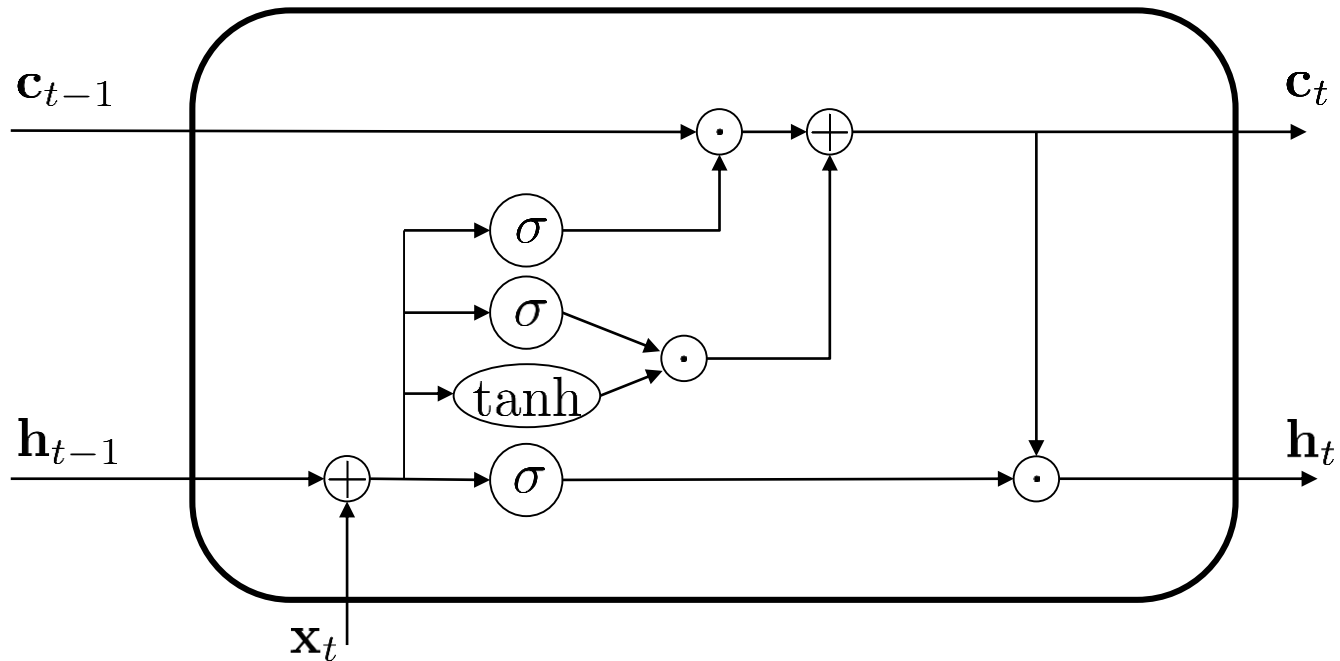 c_{t-1}
c_t
σ
σ
tanh
h_{t-1}
h_t
σ
x_t